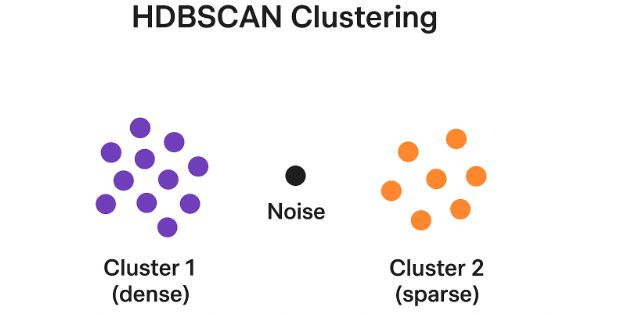 HDBSCAN Clustering
Noise
Cluster 1
(dense)
Cluster 2
(sparse)